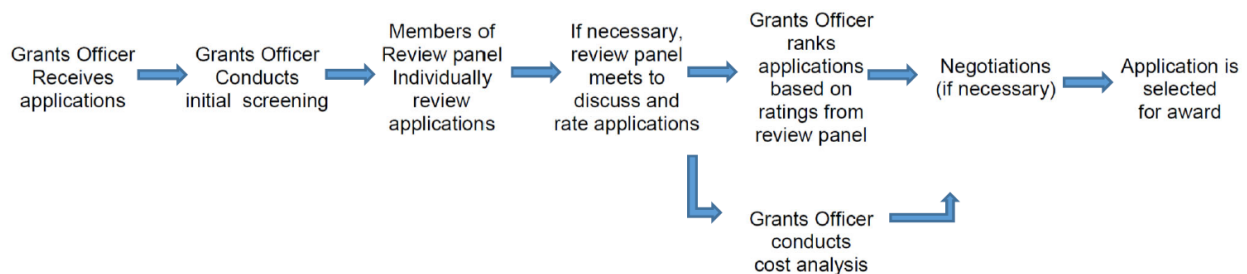 Grants Officer
Receives
applications
Grants Officer
Conducts
initial screening
Members of
Review panel
Individually
review
applications
If necessary,
review panel
meets to
discuss and
rate applications
Grants Officer
ranks
applications
based on
ratings from
review panel
Negotiations
(if necessary)
Application is
selected
for award
Grants Officer
conducts
cost analysis